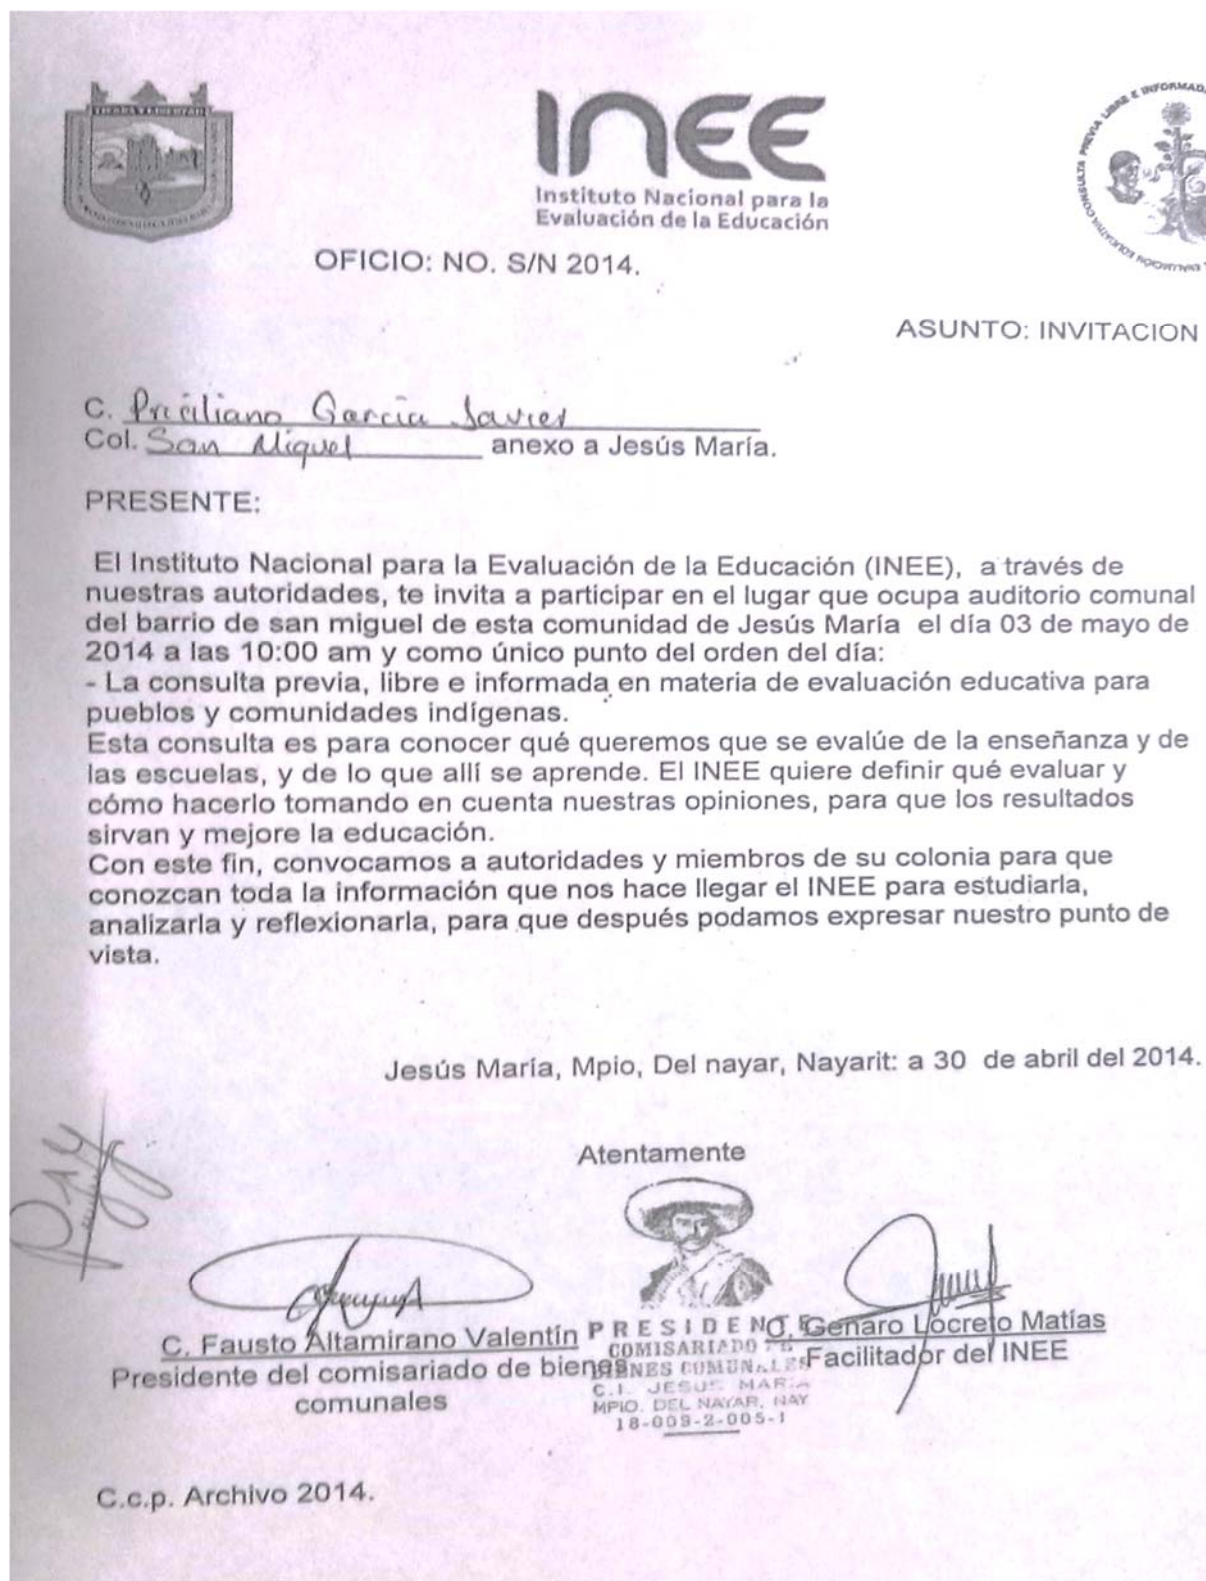 TIERRA Y LIBERTAD
INEE
Instituto Nacional para la
Evaluación de la Educación
CONSULTA PREVIA LIBRE E INFORMADA
EVALUACION EDUCATIVA
OFICIO: NO. S/N 2014.
ASUNTO: INVITACION
C. Priciliano Garcia Javier
Col. San Miguel anexo a Jesús María.
PRESENTE:
El Instituto Nacional para la Evaluación de la Educación (INEE), a través de
nuestras autoridades, te invita a participar en el lugar que ocupa auditorio comunal
del barrio de san miguel de esta comunidad de Jesús María el día 03 de mayo de
2014 a las 10:00 am y como único punto del orden del día:
- La consulta previa, libre e informada en materia de evaluación educativa para
pueblos y comunidades indígenas.
Esta consulta es para conocer qué queremos que se evalúe de la enseñanza y de
las escuelas, y de lo que allí se aprende. El INEE quiere definir qué evaluar y
cómo hacerlo tomando en cuenta nuestras opiniones, para que los resultados
sirvan y mejore la educación.
Con este fin, convocamos a autoridades y miembros de su colonia para que
conozcan toda la información que nos hace llegar el INEE para estudiarla,
analizarla y reflexionarla, para que después podamos expresar nuestro punto de
vista.
Jesús María, Mpio, Del nayar, Nayarit: a 30 de abril del 2014.
Atentamente
C. Fausto Altamirano Valentín
Presidente del comisariado de bienes
comunales
PRESIDENTE
COMISARIADO DE
BIENES COMUNALES
C.I. JESUS MARIA
MPIO. DEL NAYAR, NAY
18-009-2-005-1
C. Genaro Locreto Matías
Facilitador del INEE
C.c.p. Archivo 2014.